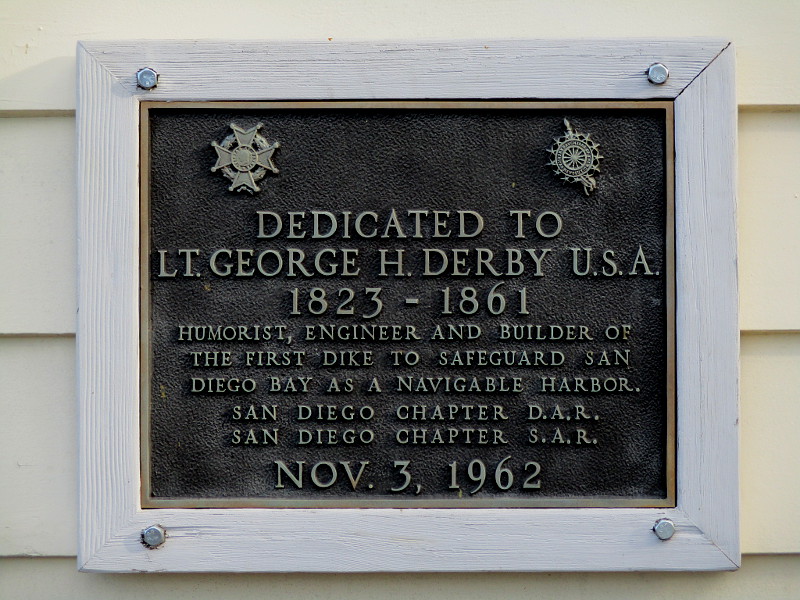 DEDICATED TO
LT. GEORGE H. DERBY U.S.A.
1823 - 1861
HUMORIST, ENGINEER AND BUILDER OF
THE FIRST DIKE TO SAFEGUARD SAN
DIEGO BAY AS A NAVIGABLE HARBOR.
SAN DIEGO CHAPTER D.A.R.
SAN DIEGO CHAPTER S.A.R.
NOV. 3, 1962